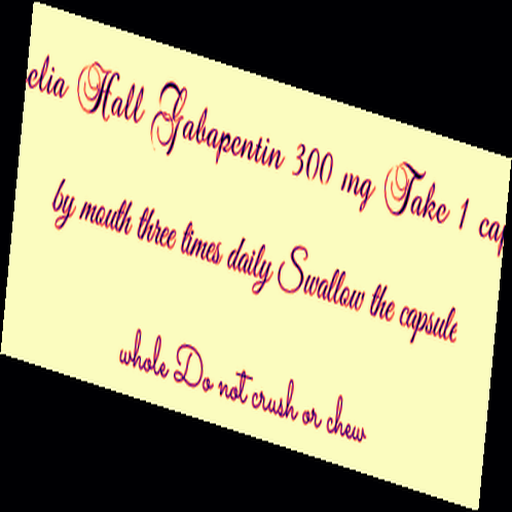 clia Hall Gabapentin 300 mg Take 1 cap
by mouth three times daily Swallow the capsule
whole Do not crush or chew